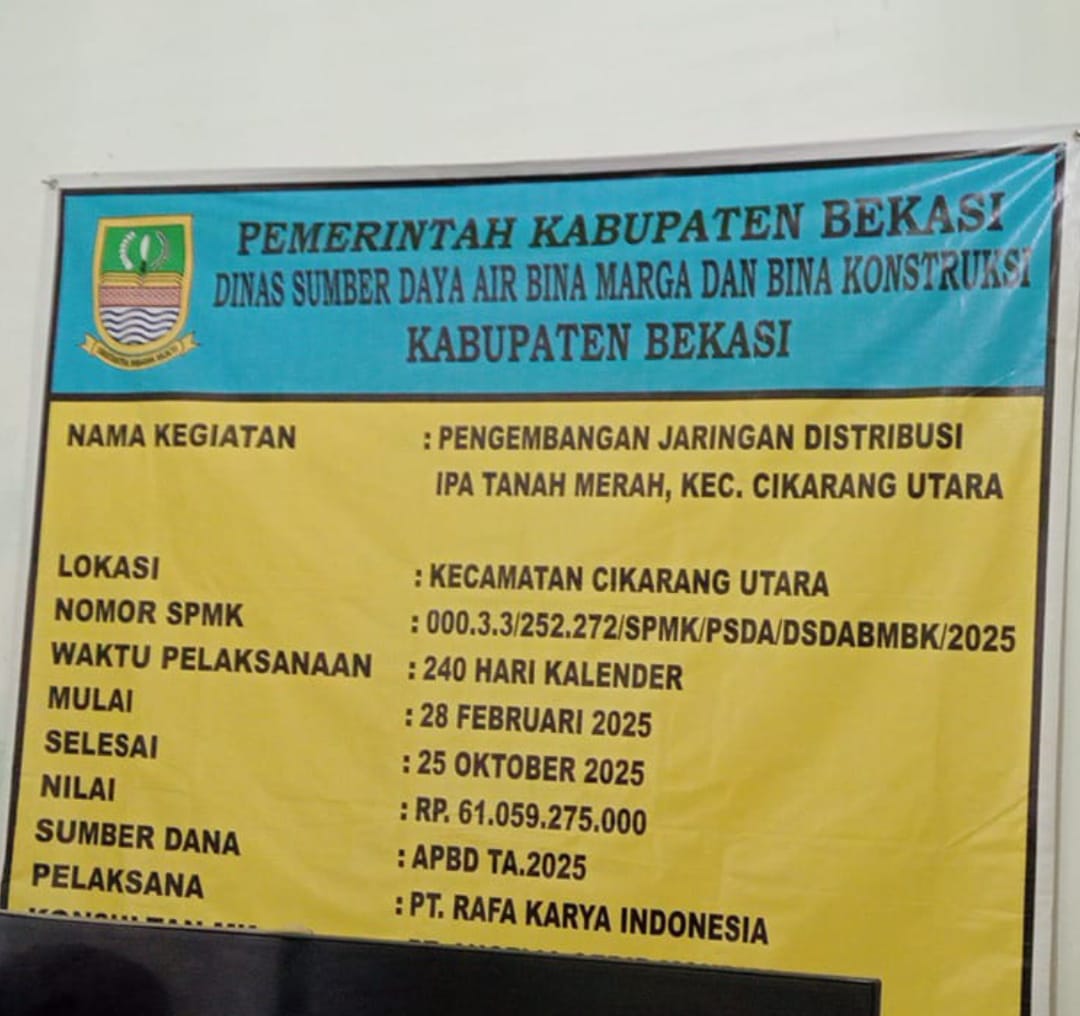 PEMERINTAH KABUPATEN BEKASI
DINAS SUMBER DAYA AIR BINA MARGA DAN BINA KONSTRUKSI
KABUPATEN BEKASI
NAMA KEGIATAN : PENGEMBANGAN JARINGAN DISTRIBUSI
IPA TANAH MERAH, KEC. CIKARANG UTARA
LOKASI : KECAMATAN CIKARANG UTARA
NOMOR SPMK : 000.3.3/252.272/SPMK/PSDA/DSDABMBK/2025
WAKTU PELAKSANAAN : 240 HARI KALENDER
MULAI : 28 FEBRUARI 2025
SELESAI : 25 OKTOBER 2025
NILAI : RP. 61.059.275.000
SUMBER DANA : APBD TA.2025
PELAKSANA : PT. RAFA KARYA INDONESIA